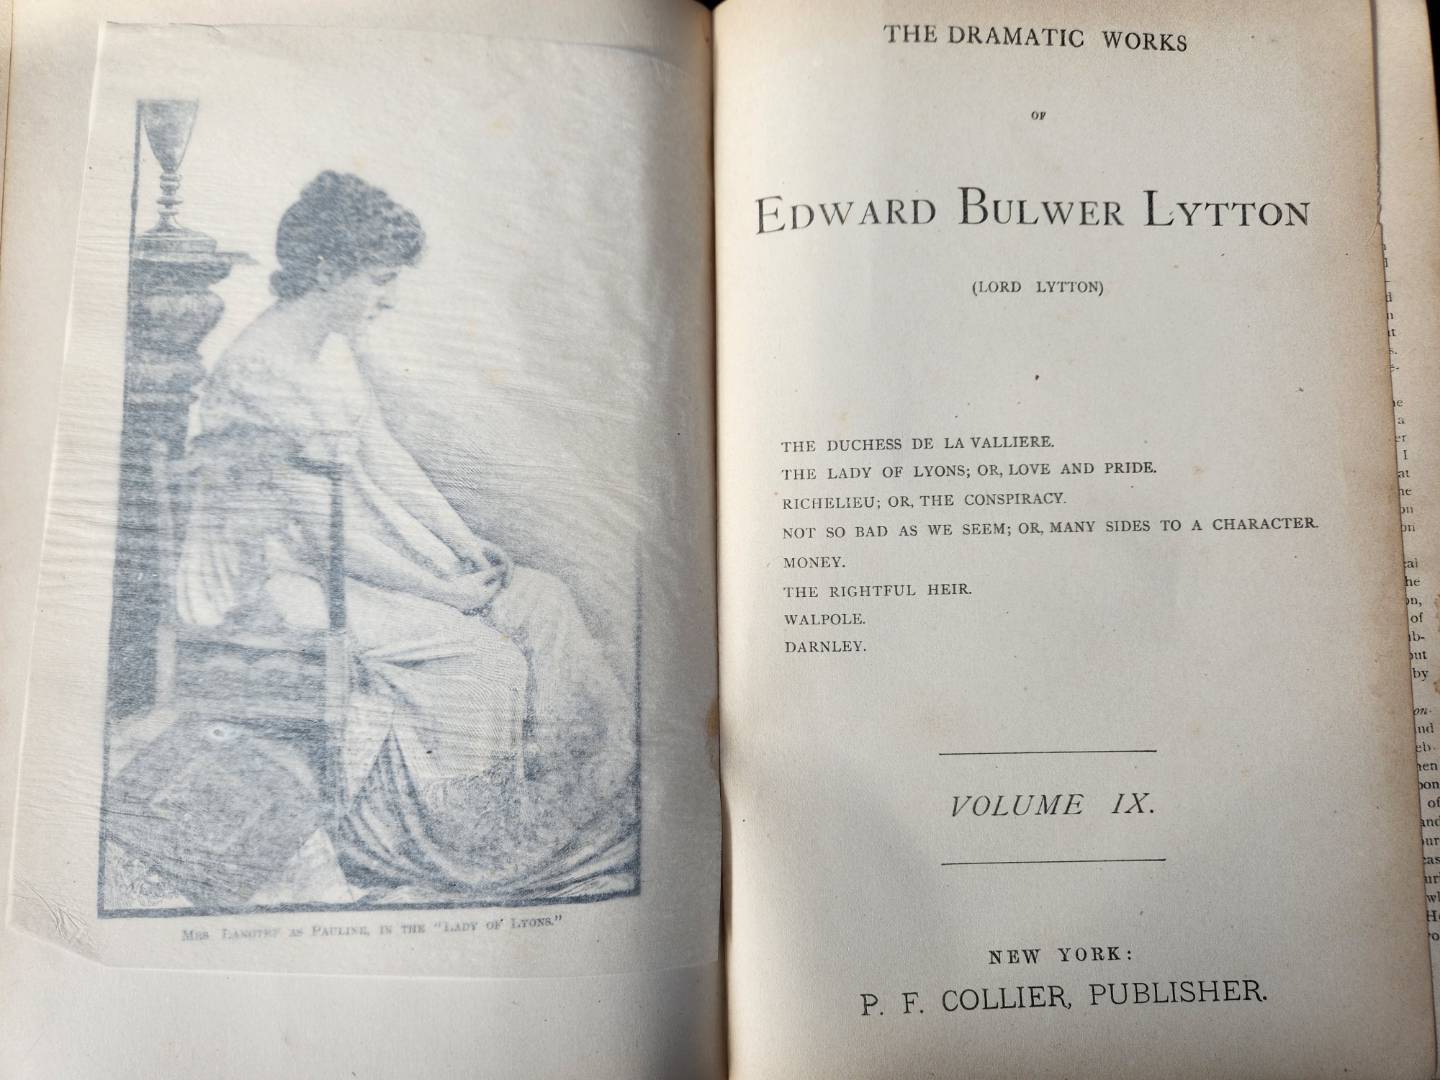 MRS. LANGTRY AS PAULINE, IN THE "LADY OF LYONS."
THE DRAMATIC WORKS
OF
EDWARD BULWER LYTTON
(LORD LYTTON)
THE DUCHESS DE LA VALLIERE.
THE LADY OF LYONS; OR, LOVE AND PRIDE.
RICHELIEU; OR, THE CONSPIRACY.
NOT SO BAD AS WE SEEM; OR, MANY SIDES TO A CHARACTER.
MONEY.
THE RIGHTFUL HEIR.
WALPOLE.
DARNLEY.
VOLUME IX.
NEW YORK:
P. F. COLLIER, PUBLISHER.